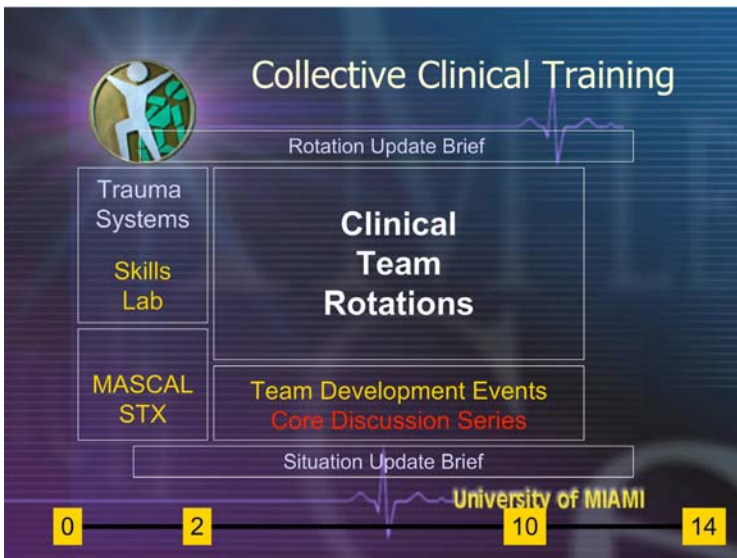 Collective Clinical Training
Rotation Update Brief
Trauma
Systems
Skills
Lab
Clinical
Team
Rotations
MASCAL
STX
Team Development Events
Core Discussion Series
Situation Update Brief
University of MIAMI
0
2
10
14